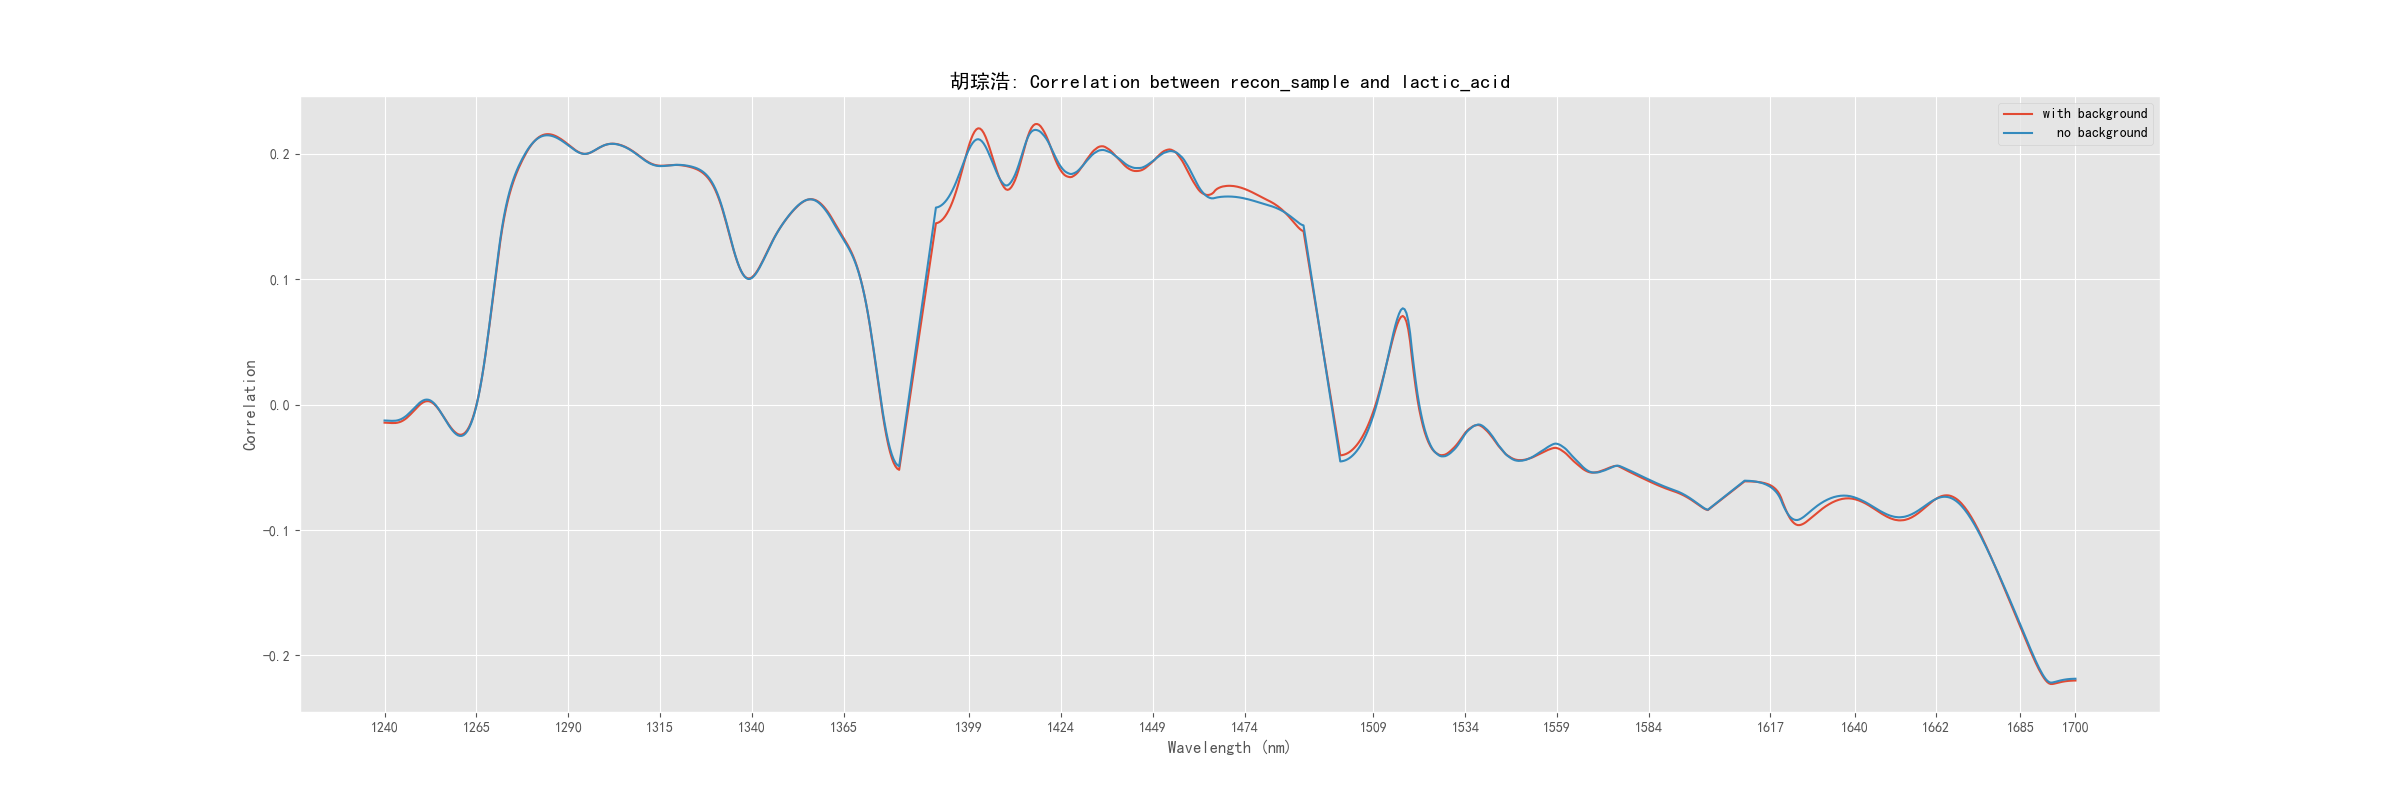 胡琮浩: Correlation between recon_sample and lactic_acid
with background
no background
0.2
0.1
0.0
−0.1
−0.2
Correlation
1240 1265 1290 1315 1340 1365 1399 1424 1449 1474 1509 1534 1559 1584 1617 1640 1662 1685 1700
Wavelength (nm)